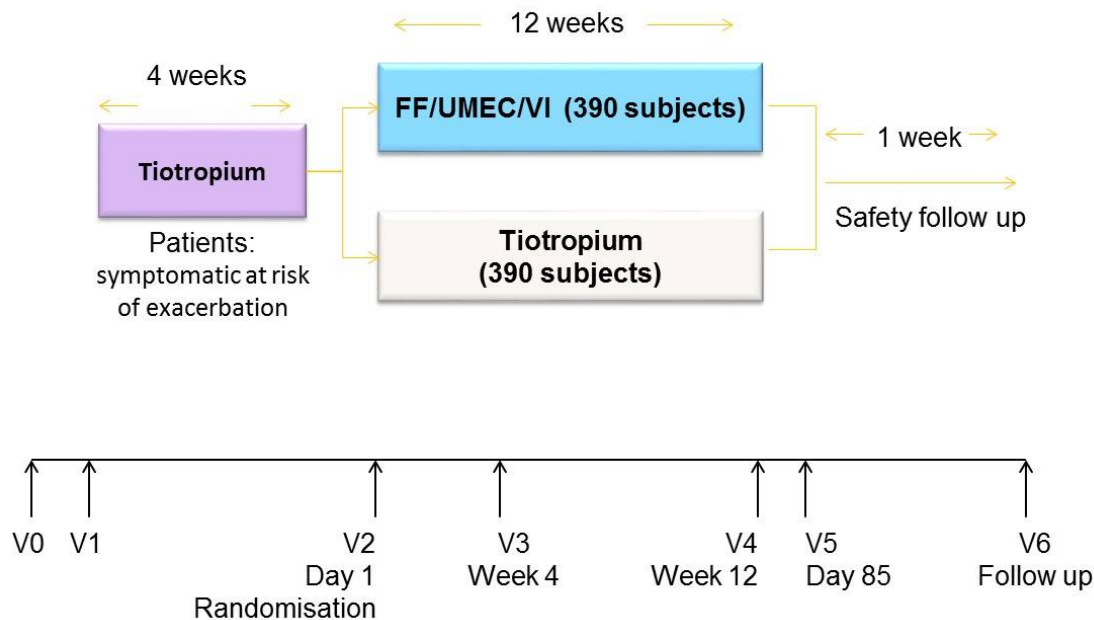 12 weeks
4 weeks
FF/UMEC/VI (390 subjects)
1 week
Tiotropium
Safety follow up
Patients:
symptomatic at risk
of exacerbation
Tiotropium
(390 subjects)
V0
V1
V2
Day 1
Randomisation
V3
Week 4
V4
Week 12
V5
Day 85
V6
Follow up